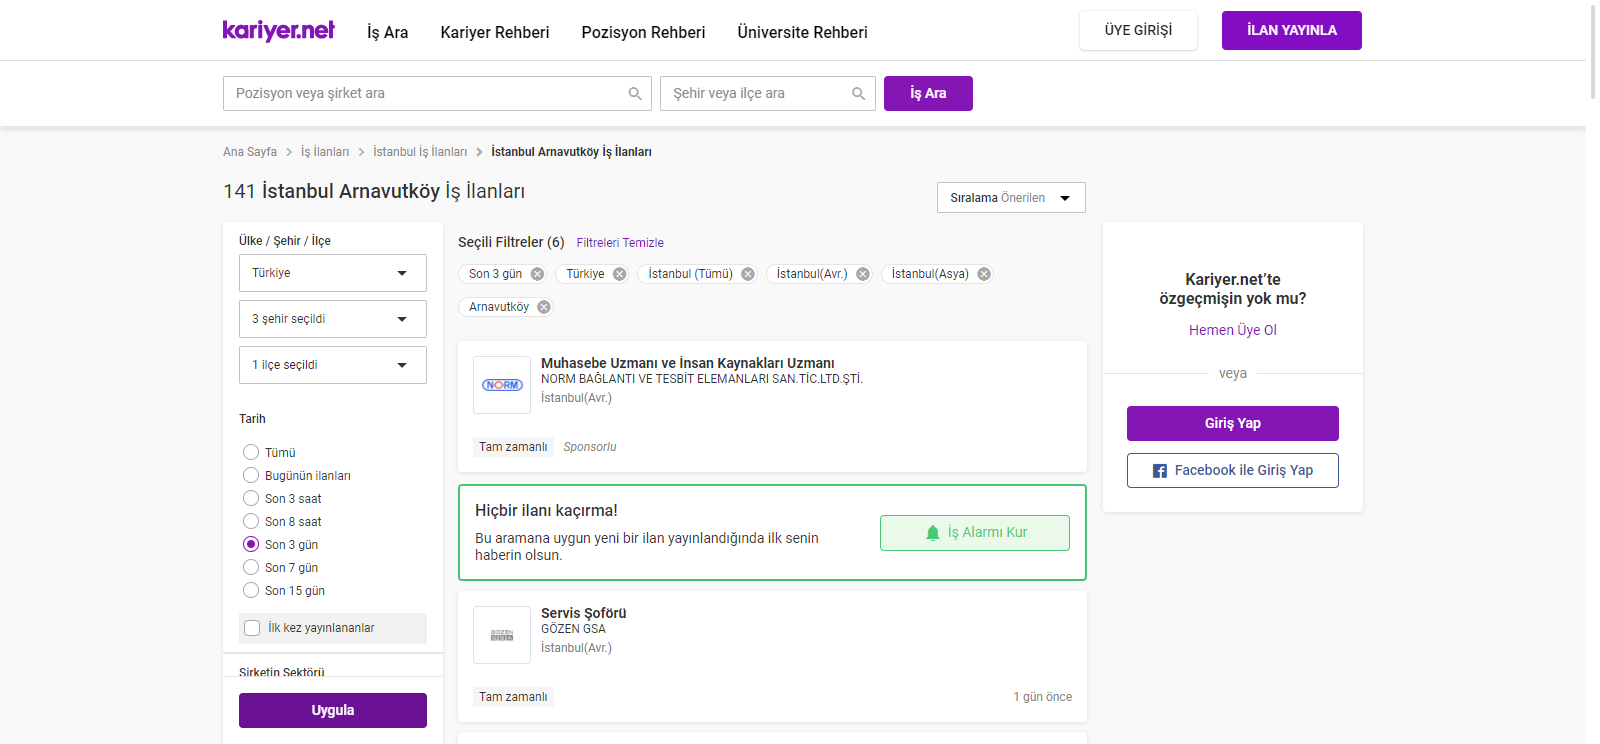 kariyer.net
İş Ara
Kariyer Rehberi
Pozisyon Rehberi
Üniversite Rehberi
ÜYE GİRİŞİ
İLAN YAYINLA
Pozisyon veya şirket ara
Şehir veya ilçe ara
İş Ara
Ana Sayfa > İş İlanları > İstanbul İş İlanları > İstanbul Arnavutköy İş İlanları
141 İstanbul Arnavutköy İş İlanları
Sıralama Önerilen
Ülke / Şehir / İlçe
Türkiye
3 şehir seçildi
1 ilçe seçildi
Tarih
Tümü
Bugünün ilanları
Son 3 saat
Son 8 saat
Son 3 gün
Son 7 gün
Son 15 gün
İlk kez yayınlananlar
Şirketin Sektörü
Uygula
Seçili Filtreler (6) Filtreleri Temizle
Son 3 gün
Türkiye
İstanbul (Tümü)
İstanbul(Avr.)
İstanbul(Asya)
Arnavutköy
NORM
Muhasebe Uzmanı ve İnsan Kaynakları Uzmanı
NORM BAĞLANTI VE TESBİT ELEMANLARI SAN.TİC.LTD.ŞTİ.
İstanbul(Avr.)
Tam zamanlı Sponsorlu
Hiçbir ilanı kaçırma!
Bu aramana uygun yeni bir ilan yayınlandığında ilk senin
haberin olsun.
İş Alarmı Kur
GÖZEN
GSA
Servis Şoförü
GÖZEN GSA
İstanbul(Avr.)
Tam zamanlı
1 gün önce
Kariyer.net’te
özgeçmişin yok mu?
Hemen Üye Ol
veya
Giriş Yap
Facebook ile Giriş Yap